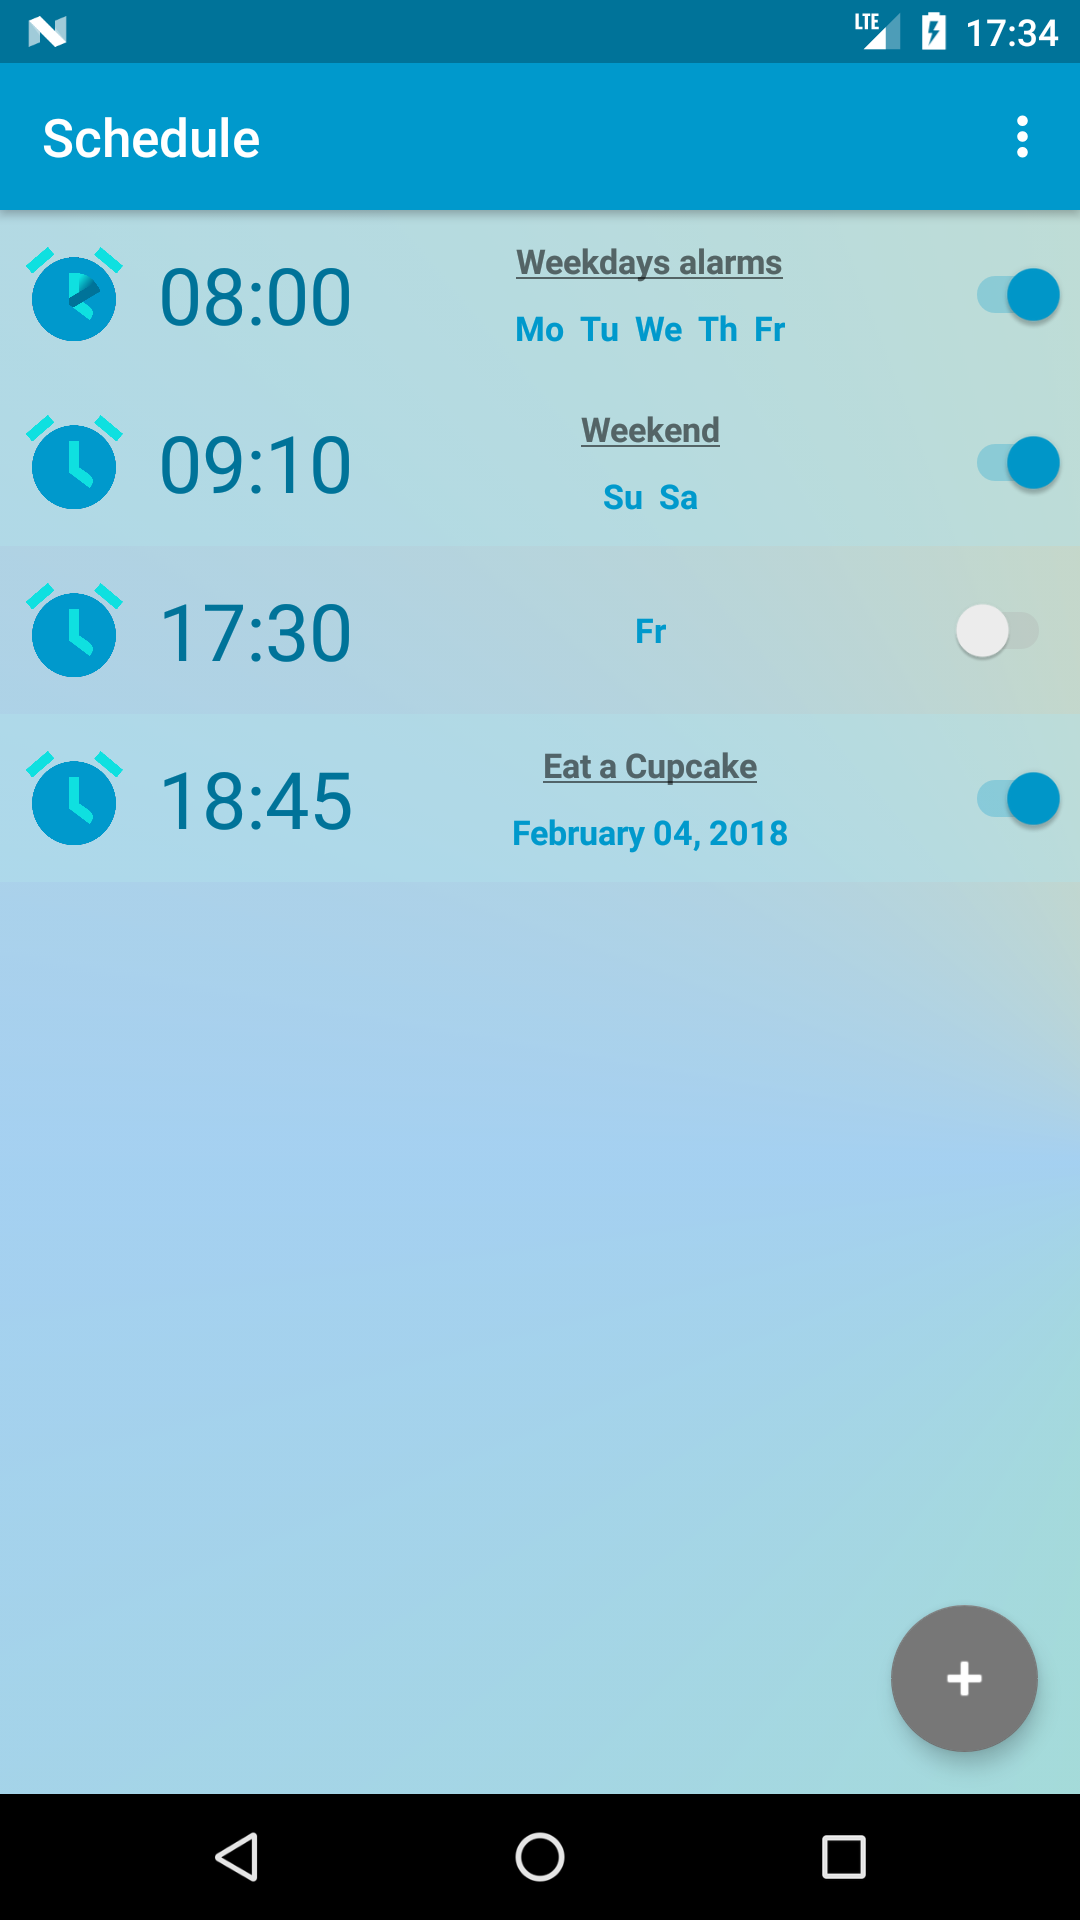 LTE 17:34
Schedule
08:00
Weekdays alarms
Mo Tu We Th Fr
09:10
Weekend
Su Sa
17:30
Fr
18:45
Eat a Cupcake
February 04, 2018